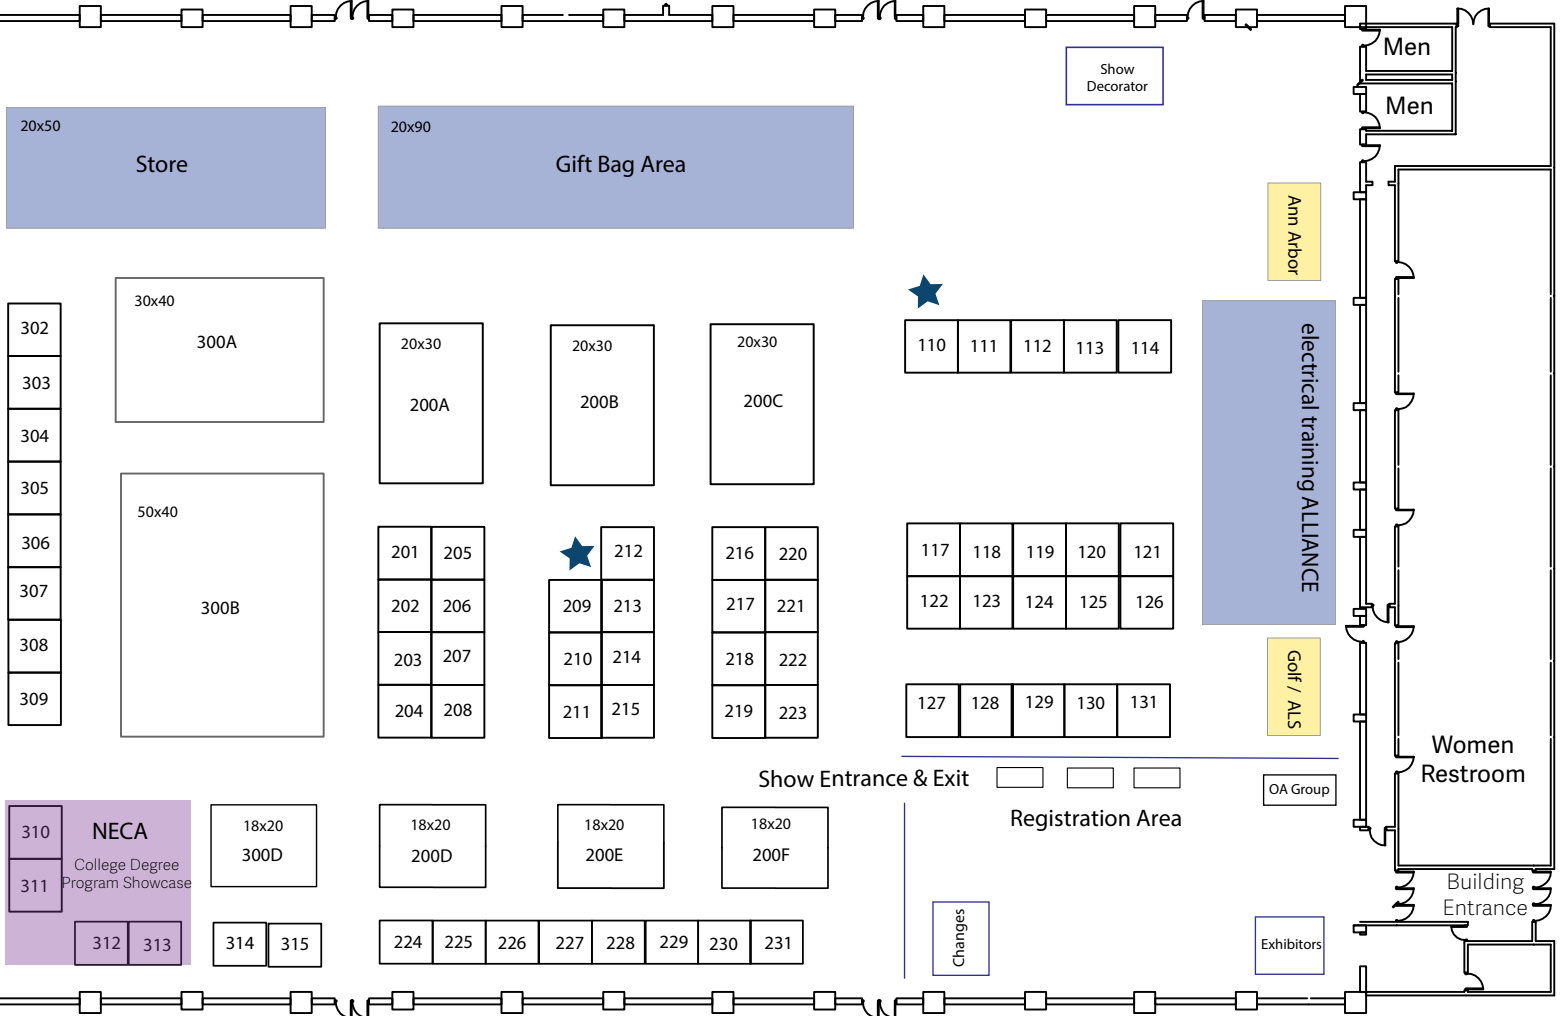 Men
Show
Decorator
Men
20x50
Store
20x90
Gift Bag Area
Ann Arbor
30x40
300A
302
303
304
305
306
307
308
309
50x40
300B
20x30
200A
20x30
200B
20x30
200C
110 111 112 113 114
electrical training ALLIANCE
201 205
202 206
203 207
204 208
212
209 213
210 214
211 215
216 220
217 221
218 222
219 223
117 118 119 120 121
122 123 124 125 126
127 128 129 130 131
Golf / ALS
Women
Restroom
Show Entrance & Exit
OA Group
Registration Area
310
311
NECA
College Degree
Program Showcase
312 313
18x20
300D
18x20
200D
18x20
200E
18x20
200F
314 315
224 225 226 227 228 229 230 231
Changes
Exhibitors
Building
Entrance